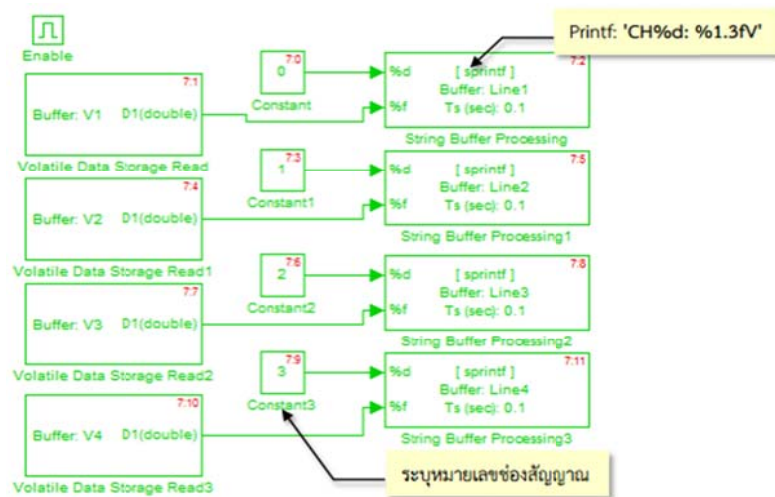 Enable
Printf: 'CH%d: %1.3fV'
7:1
Buffer: V1 D1(double)
Volatile Data Storage Read
7:0
0
Constant
7:2
%d [ sprintf ]
Buffer: Line1
%f Ts (sec): 0.1
String Buffer Processing
7:4
Buffer: V2 D1(double)
Volatile Data Storage Read1
7:3
1
Constant1
7:5
%d [ sprintf ]
Buffer: Line2
%f Ts (sec): 0.1
String Buffer Processing1
7:7
Buffer: V3 D1(double)
Volatile Data Storage Read2
7:6
2
Constant2
7:8
%d [ sprintf ]
Buffer: Line3
%f Ts (sec): 0.1
String Buffer Processing2
7:10
Buffer: V4 D1(double)
Volatile Data Storage Read3
7:9
3
Constant3
7:11
%d [ sprintf ]
Buffer: Line4
%f Ts (sec): 0.1
String Buffer Processing3
ระบุหมายเลขช่องสัญญาณ